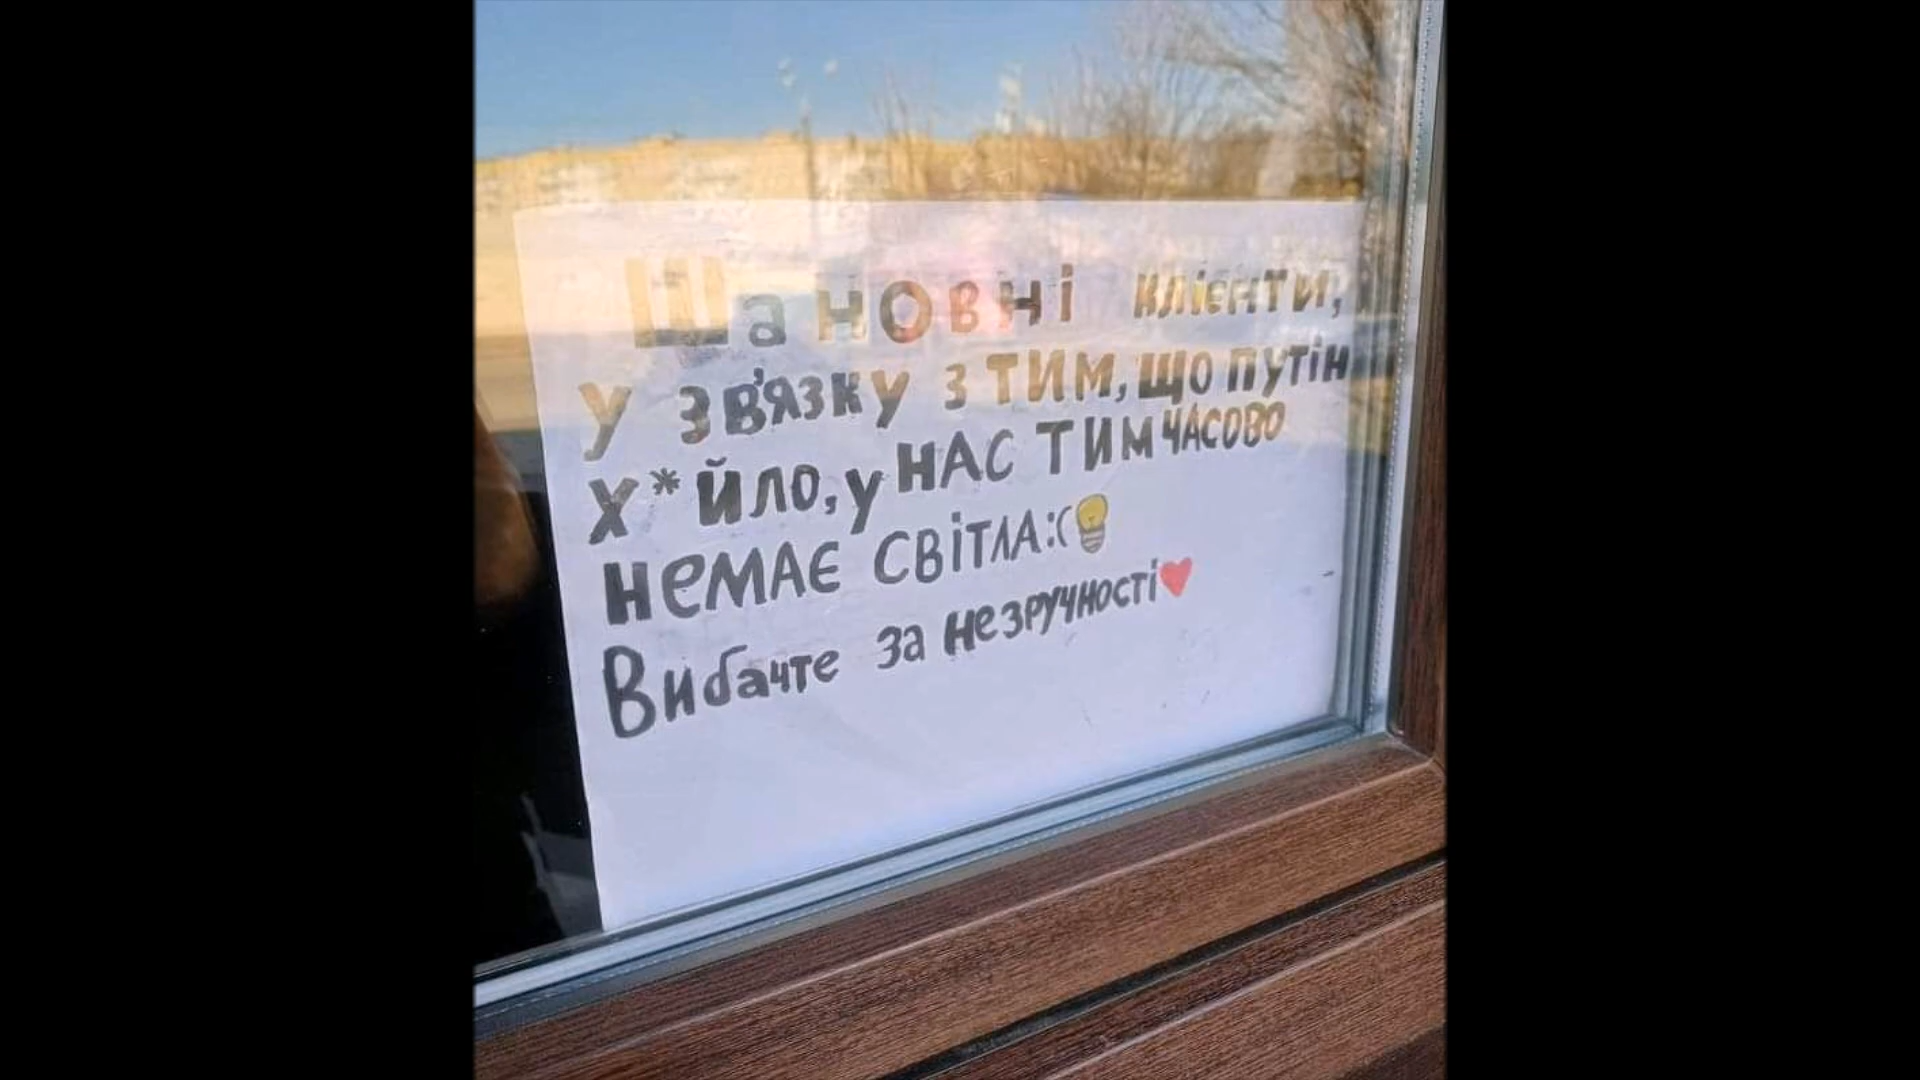 Шановні клієнти,
у зв'язку з тим, що путін
х*йло, у нас тимчасово
немає світла:(
Вибачте за незручності